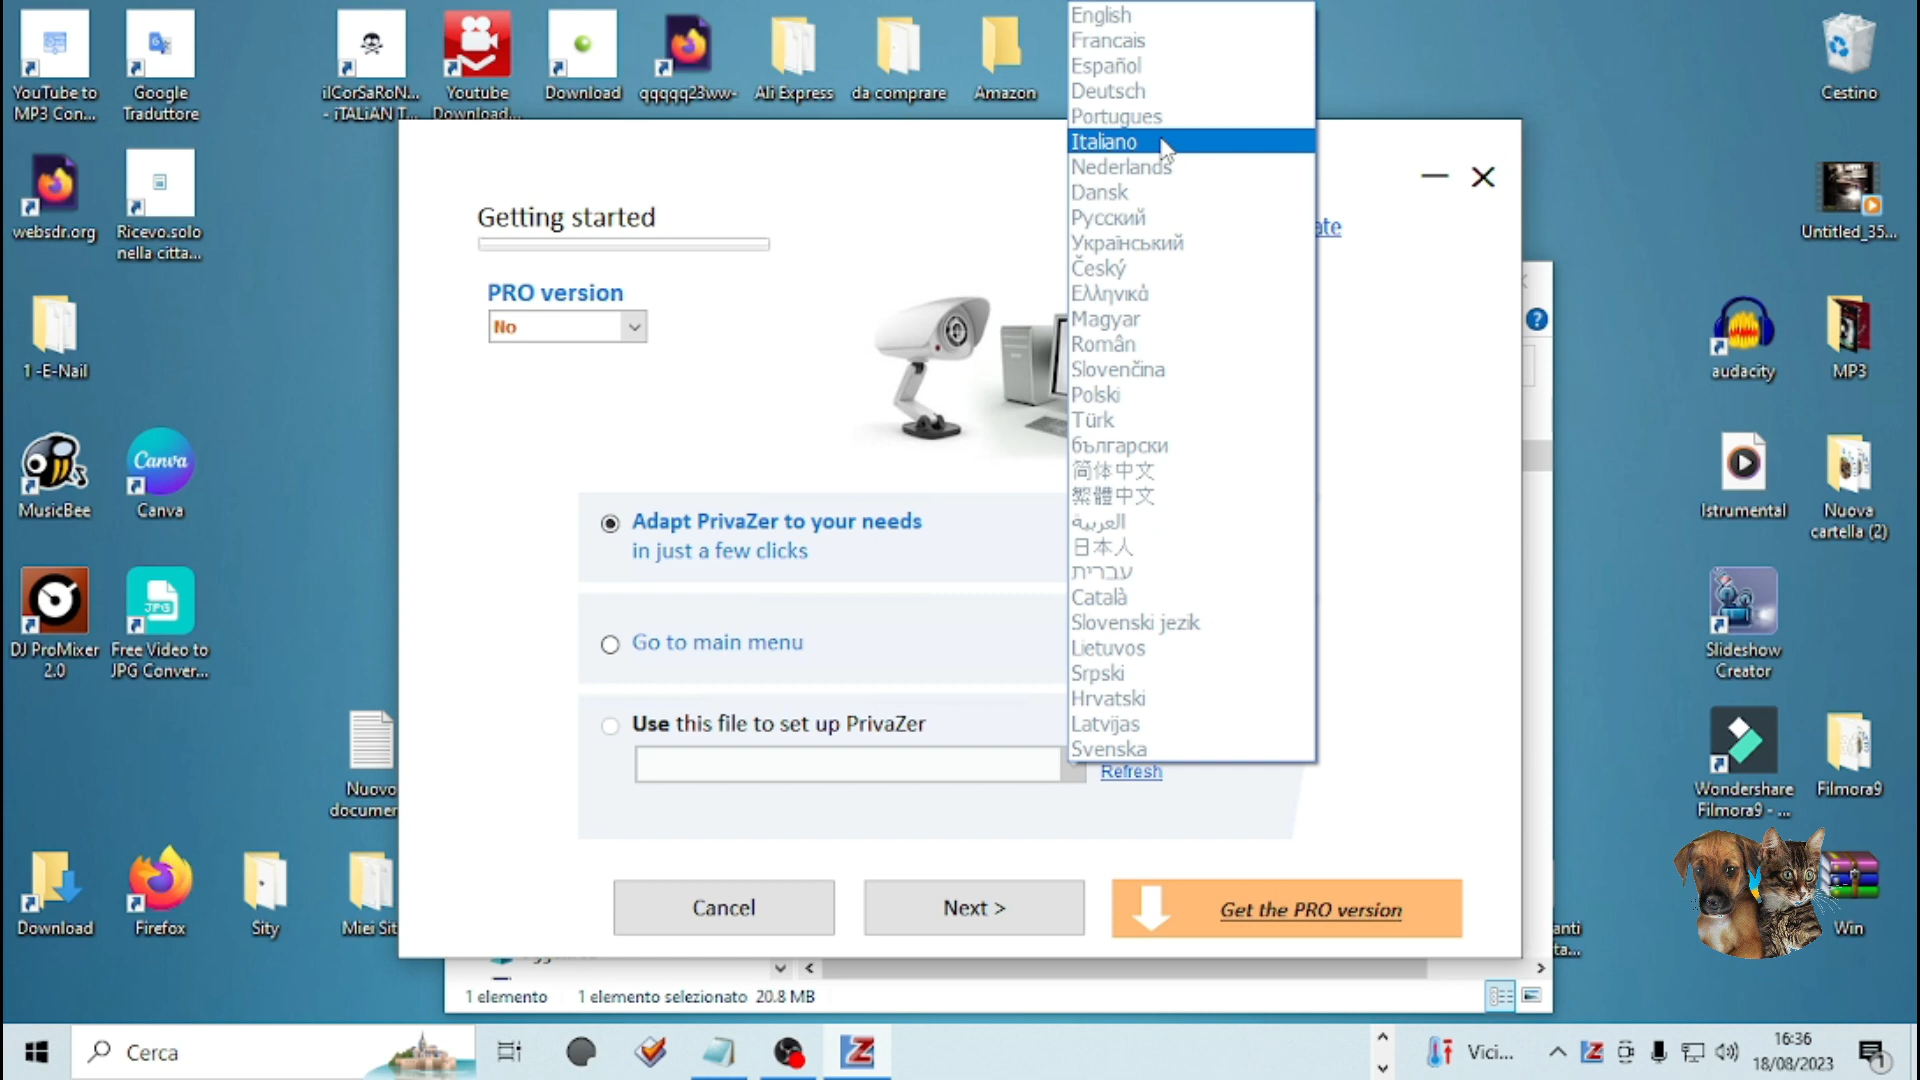 YouTube to
MP3 Con...
Google
Traduttore
ilCorSaRoN...
- iTALiAN T...
Youtube
Download...
Download
qqqqq23ww-
Ali Express
da comprare
Amazon
Cestino
websdr.org
Ricevo.solo
nella citta...
Untitled_35...
1 -E-Nail
audacity
MP3
MusicBee
Canva
Canva
Istrumental
Nuova
cartella (2)
DJ ProMixer
2.0
JPG
Free Video to
JPG Conver...
Slideshow
Creator
Nuovo
documen
Wondershare
Filmora9 - ...
Filmora9
Download
Firefox
Sity
Miei Sit
Win
anti
ta...
English
Francais
Español
Deutsch
Portugues
Italiano
Nederlands
Dansk
Русский
Український
Český
Ελληνικά
Magyar
Român
Slovenčina
Polski
Türk
български
简体中文
繁體中文
العربية
日本人
עברית
Català
Slovenski jezik
Lietuvos
Srpski
Hrvatski
Latvijas
Svenska
Getting started
ate
PRO version
No
Adapt PrivaZer to your needs
in just a few clicks
Go to main menu
Use this file to set up PrivaZer
Refresh
Cancel
Next >
Get the PRO version
1 elemento
1 elemento selezionato 20.8 MB
Cerca
Vici...
16:36
18/08/2023
1